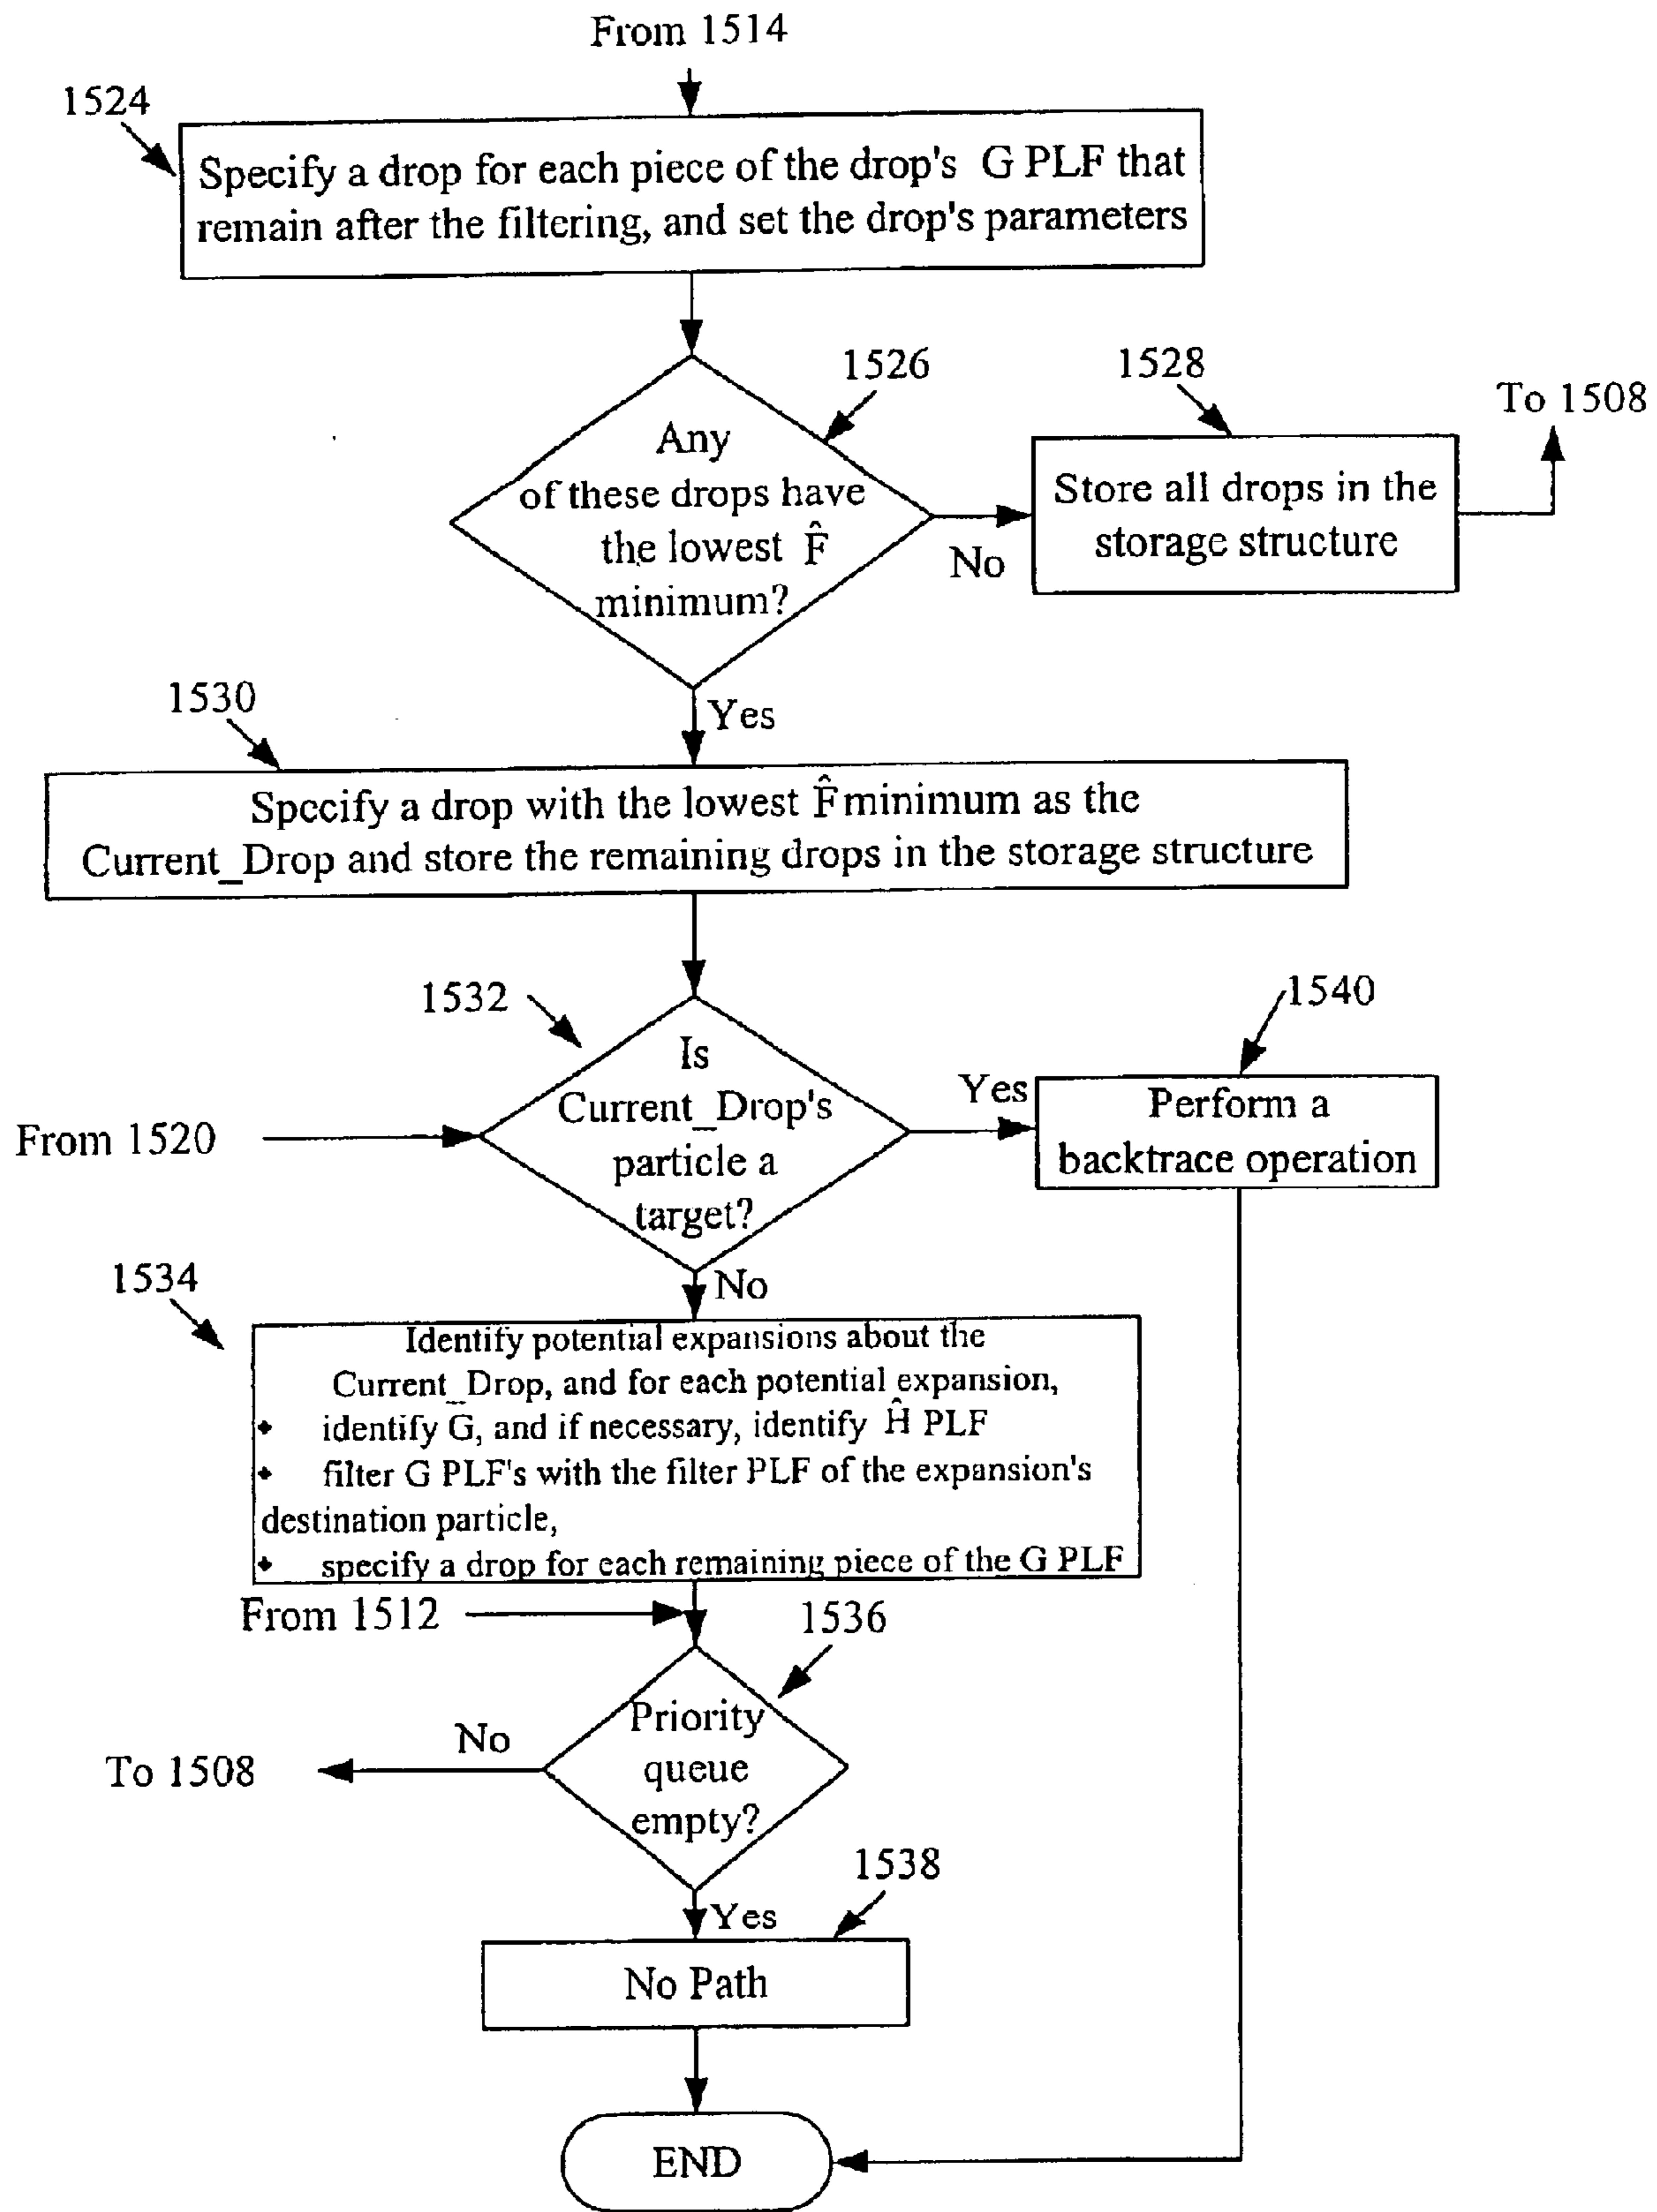 From 1514
1524
Specify a drop for each piece of the drop's G PLF that
remain after the filtering, and set the drop's parameters
1526
1528
To 1508
Any
of these drops have
the lowest F̂
minimum?
No
Store all drops in the
storage structure
Yes
1530
Specify a drop with the lowest F̂ minimum as the
Current_Drop and store the remaining drops in the storage structure
1532
1540
Is
Current_Drop's
particle a
target?
Yes
Perform a
backtrace operation
From 1520
No
1534
Identify potential expansions about the
Current_Drop, and for each potential expansion,
• identify G, and if necessary, identify Ĥ PLF
• filter G PLF's with the filter PLF of the expansion's
destination particle,
• specify a drop for each remaining piece of the G PLF
From 1512
1536
Priority
queue
empty?
No
To 1508
1538
Yes
No Path
END